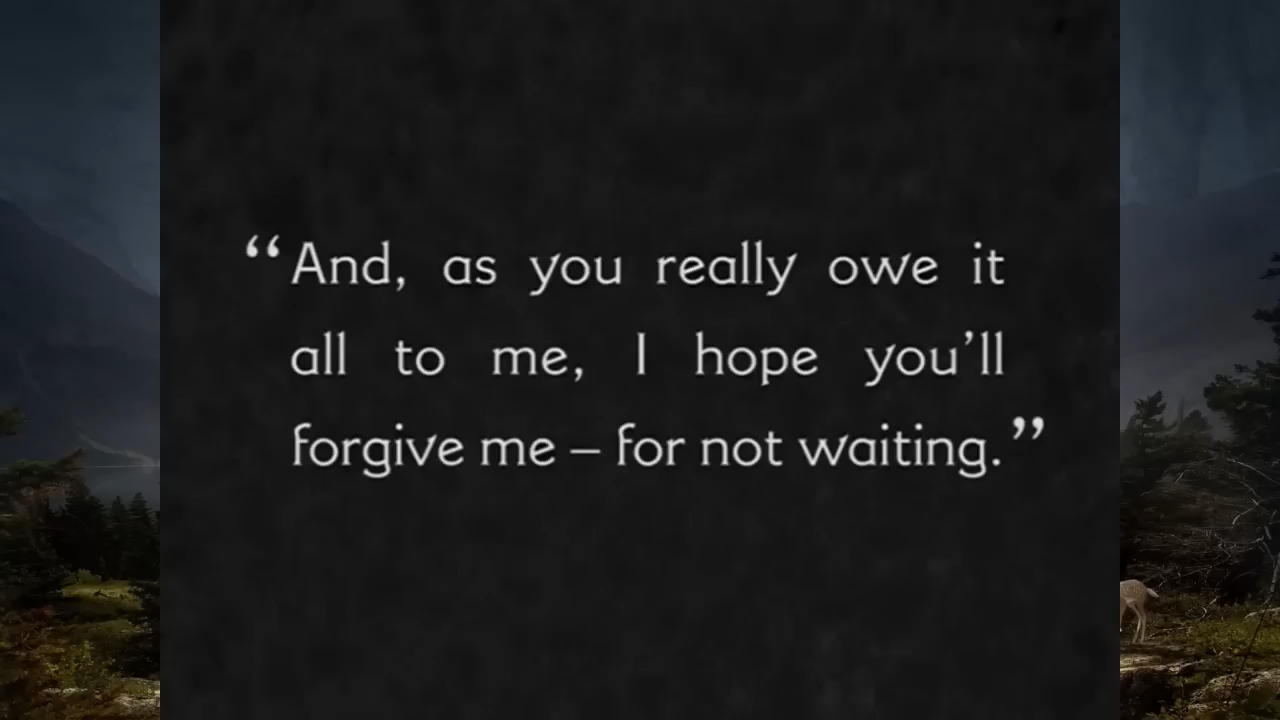 “And, as you really owe it
all to me, I hope you’ll
forgive me – for not waiting.”